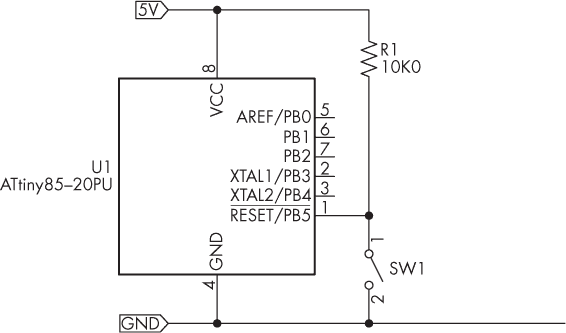 5V
R1
10K0
8
VCC
AREF/PB0 5
PB1 6
PB2 7
U1
ATtiny85–20PU
XTAL1/PB3 2
XTAL2/PB4 3
RESET/PB5 1
GND
4
1
SW1
2
GND